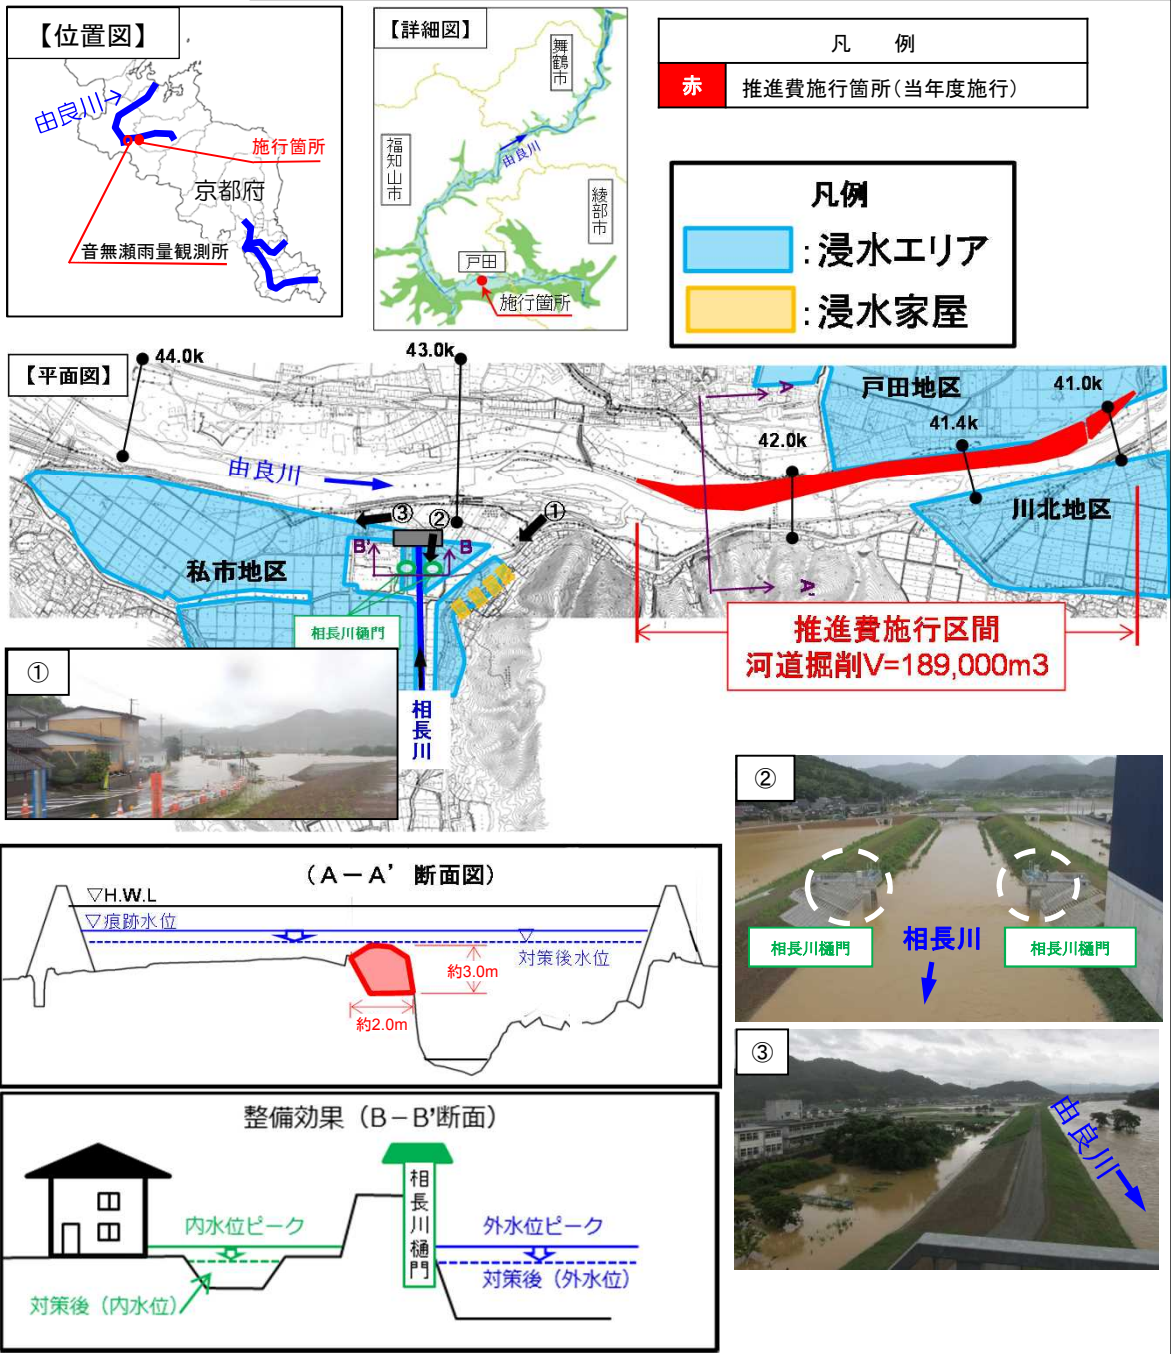 【位置図】
由良川→
施行箇所
京都府
音無瀬雨量観測所
【詳細図】
舞鶴市
福知山市
由良川
綾部市
戸田
施行箇所
凡　例
赤
推進費施行箇所（当年度施行）
凡例
：浸水エリア
：浸水家屋
【平面図】
44.0k
43.0k
42.0k
41.4k
41.0k
戸田地区
川北地区
私市地区
由良川
A
A'
B'
B
①
②
③
相長川樋門
相長川
推進費施行区間
河道掘削V=189,000m3
①
②
相長川樋門
相長川
相長川樋門
③
由良川
（A－A’断面図）
▽H.W.L
▽痕跡水位
▽
対策後水位
約3.0m
約2.0m
整備効果（B－B'断面）
相長川樋門
内水位ピーク
外水位ピーク
対策後（内水位）
対策後（外水位）